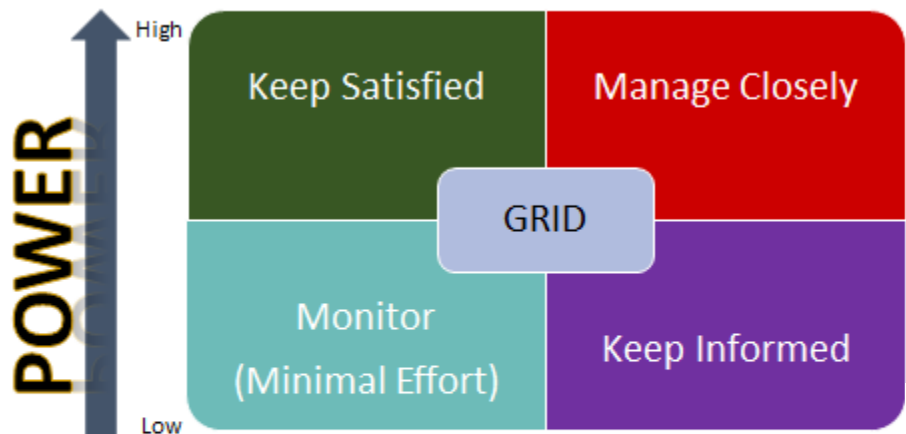 High
Keep Satisfied
Manage Closely
POWER
GRID
Monitor
(Minimal Effort)
Keep Informed
Low